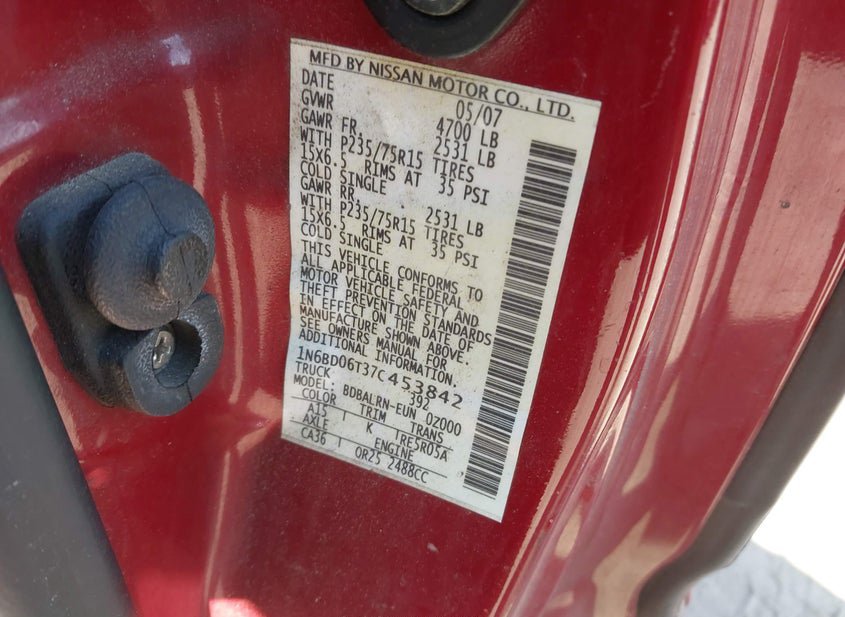 MFD BY NISSAN MOTOR CO., LTD.
DATE 05/07
GVWR 4700 LB
GAWR FR. 2531 LB
WITH P235/75R15 TIRES
15X6.5 RIMS AT 35 PSI
COLD SINGLE
GAWR RR. 2531 LB
WITH P235/75R15 TIRES
15X6.5 RIMS AT 35 PSI
COLD SINGLE
THIS VEHICLE CONFORMS TO
ALL APPLICABLE FEDERAL
MOTOR VEHICLE SAFETY AND
THEFT PREVENTION STANDARDS
IN EFFECT ON THE DATE OF
MANUFACTURE SHOWN ABOVE.
SEE OWNERS MANUAL FOR
ADDITIONAL INFORMATION.
1N6BD06T37C453842
TRUCK 392
MODEL: BDBALRN-EUN 0Z000
COLOR TRIM TRANS
A15 K RE5R05A
AXLE ENGINE
CA36 QR25 2488CC